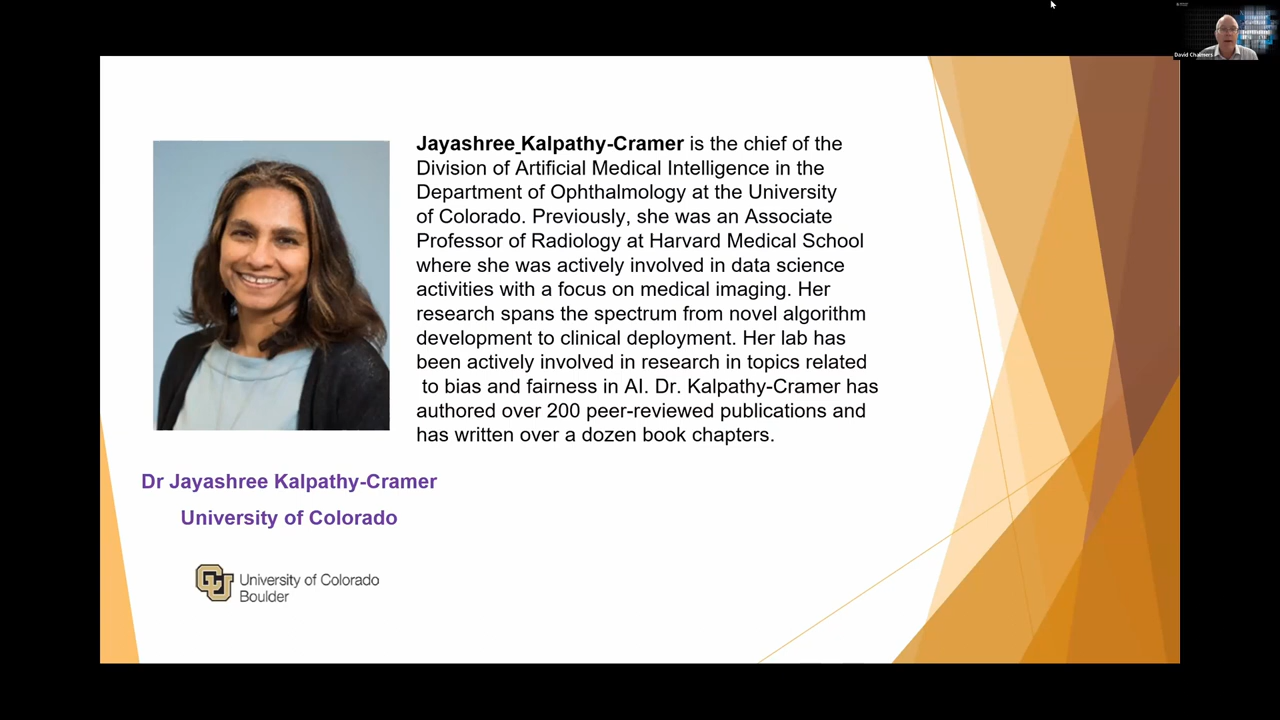 David Chalmers
Jayashree Kalpathy-Cramer is the chief of the
Division of Artificial Medical Intelligence in the
Department of Ophthalmology at the University
of Colorado. Previously, she was an Associate
Professor of Radiology at Harvard Medical School
where she was actively involved in data science
activities with a focus on medical imaging. Her
research spans the spectrum from novel algorithm
development to clinical deployment. Her lab has
been actively involved in research in topics related
to bias and fairness in AI. Dr. Kalpathy-Cramer has
authored over 200 peer-reviewed publications and
has written over a dozen book chapters.
Dr Jayashree Kalpathy-Cramer
University of Colorado
CU University of Colorado
Boulder